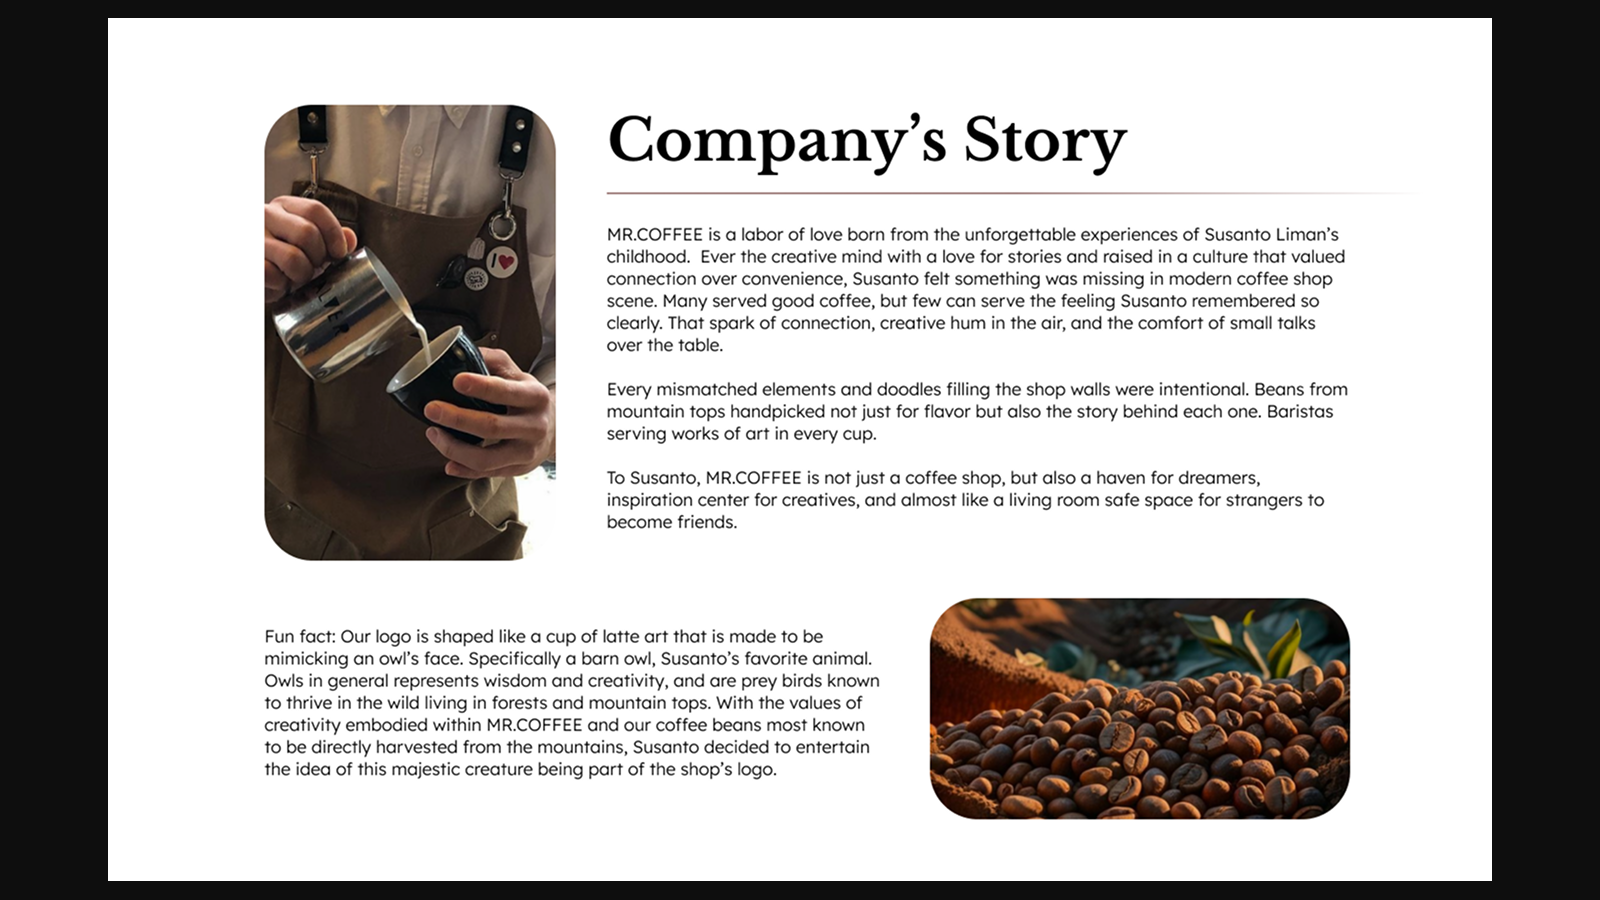 Company’s Story
MR.COFFEE is a labor of love born from the unforgettable experiences of Susanto Liman’s
childhood.  Ever the creative mind with a love for stories and raised in a culture that valued
connection over convenience, Susanto felt something was missing in modern coffee shop
scene. Many served good coffee, but few can serve the feeling Susanto remembered so
clearly. That spark of connection, creative hum in the air, and the comfort of small talks
over the table.
Every mismatched elements and doodles filling the shop walls were intentional. Beans from
mountain tops handpicked not just for flavor but also the story behind each one. Baristas
serving works of art in every cup.
To Susanto, MR.COFFEE is not just a coffee shop, but also a haven for dreamers,
inspiration center for creatives, and almost like a living room safe space for strangers to
become friends.
I
Fun fact: Our logo is shaped like a cup of latte art that is made to be
mimicking an owl’s face. Specifically a barn owl, Susanto’s favorite animal.
Owls in general represents wisdom and creativity, and are prey birds known
to thrive in the wild living in forests and mountain tops. With the values of
creativity embodied within MR.COFFEE and our coffee beans most known
to be directly harvested from the mountains, Susanto decided to entertain
the idea of this majestic creature being part of the shop’s logo.